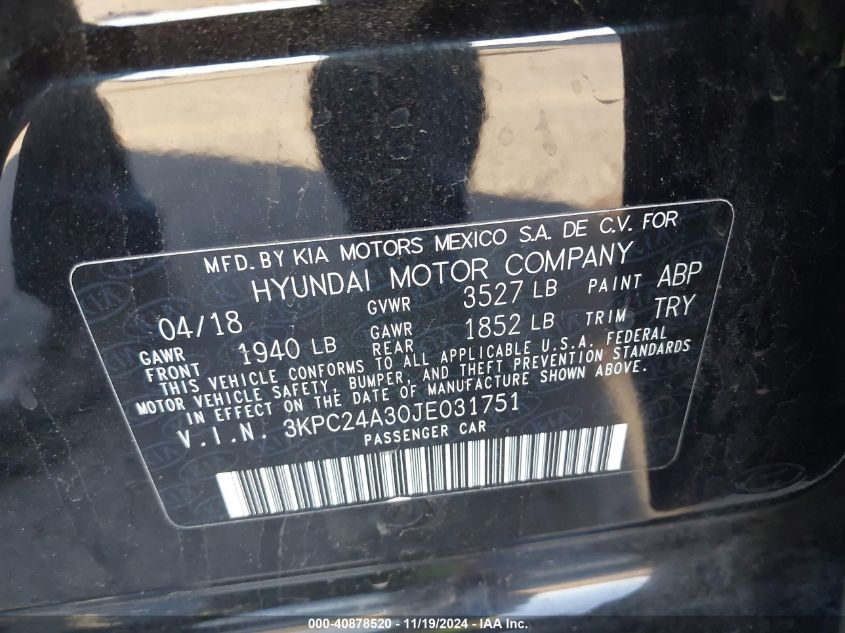 MFD. BY KIA MOTORS MEXICO S.A. DE C.V. FOR
HYUNDAI MOTOR COMPANY
04/18 GVWR 3527 LB PAINT ABP
GAWR FRONT 1940 LB GAWR REAR 1852 LB TRIM TRY
THIS VEHICLE CONFORMS TO ALL APPLICABLE U.S.A. FEDERAL
MOTOR VEHICLE SAFETY, BUMPER, AND THEFT PREVENTION STANDARDS
IN EFFECT ON THE DATE OF MANUFACTURE SHOWN ABOVE.
V.I.N. 3KPC24A30JE031751
PASSENGER CAR
000-40878520 - 11/19/2024 - IAA Inc.